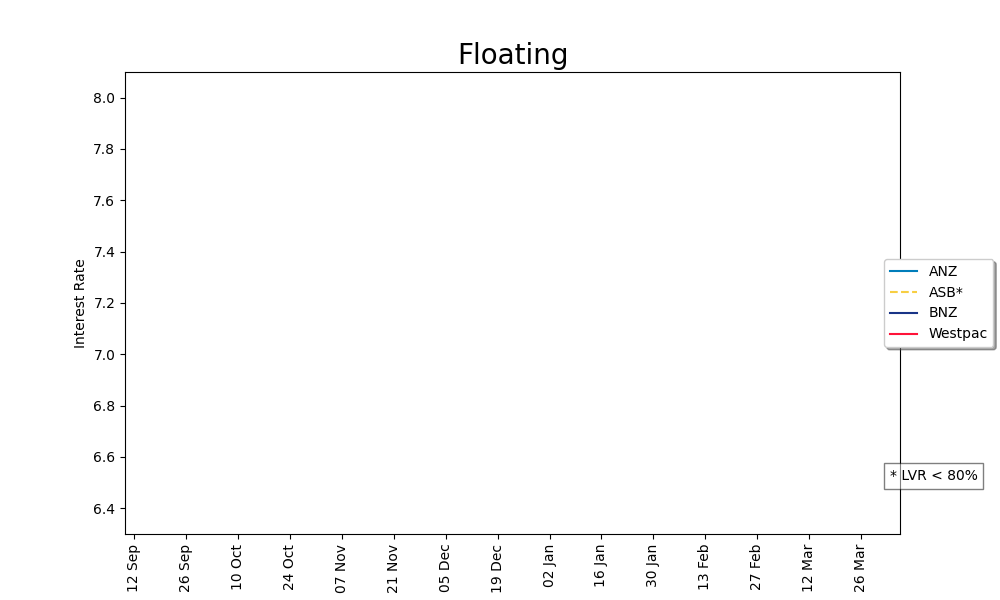 Floating
Interest Rate
8.0
7.8
7.6
7.4
7.2
7.0
6.8
6.6
6.4
12 Sep
26 Sep
10 Oct
24 Oct
07 Nov
21 Nov
05 Dec
19 Dec
02 Jan
16 Jan
30 Jan
13 Feb
27 Feb
12 Mar
26 Mar
ANZ
ASB*
BNZ
Westpac
* LVR < 80%